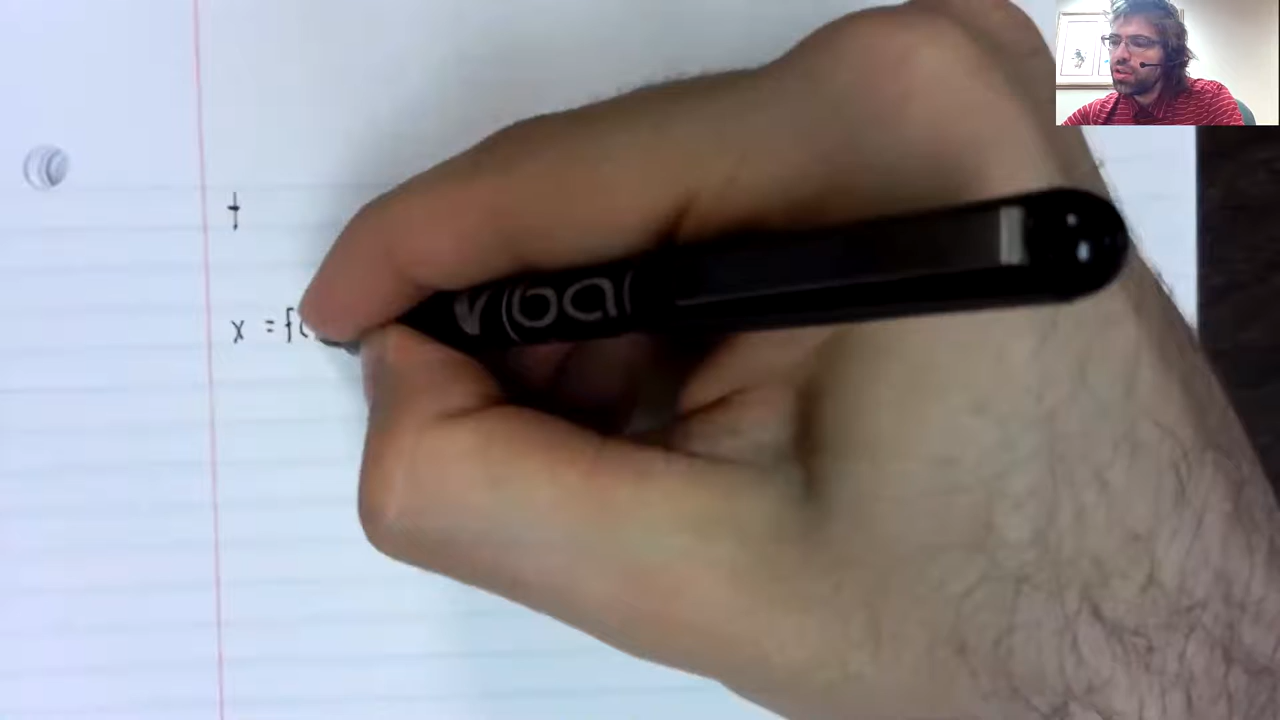 t
x = f(